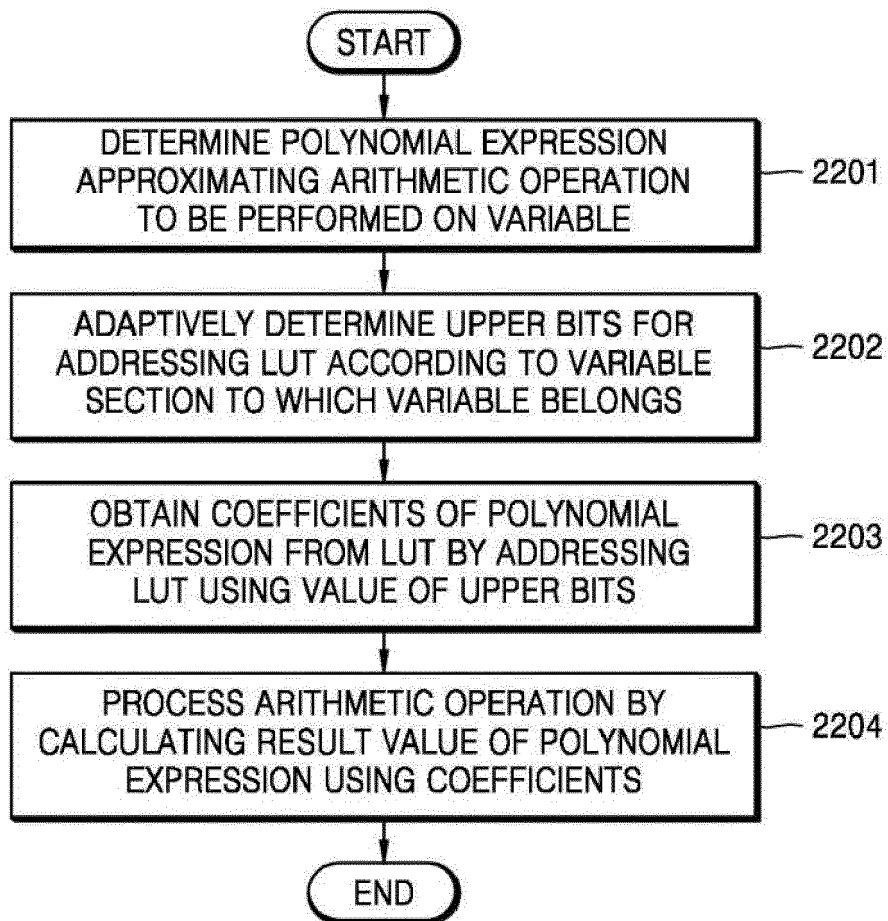 START
DETERMINE POLYNOMIAL EXPRESSION
APPROXIMATING ARITHMETIC OPERATION
TO BE PERFORMED ON VARIABLE
2201
ADAPTIVELY DETERMINE UPPER BITS FOR
ADDRESSING LUT ACCORDING TO VARIABLE
SECTION TO WHICH VARIABLE BELONGS
2202
OBTAIN COEFFICIENTS OF POLYNOMIAL
EXPRESSION FROM LUT BY ADDRESSING
LUT USING VALUE OF UPPER BITS
2203
PROCESS ARITHMETIC OPERATION BY
CALCULATING RESULT VALUE OF POLYNOMIAL
EXPRESSION USING COEFFICIENTS
2204
END